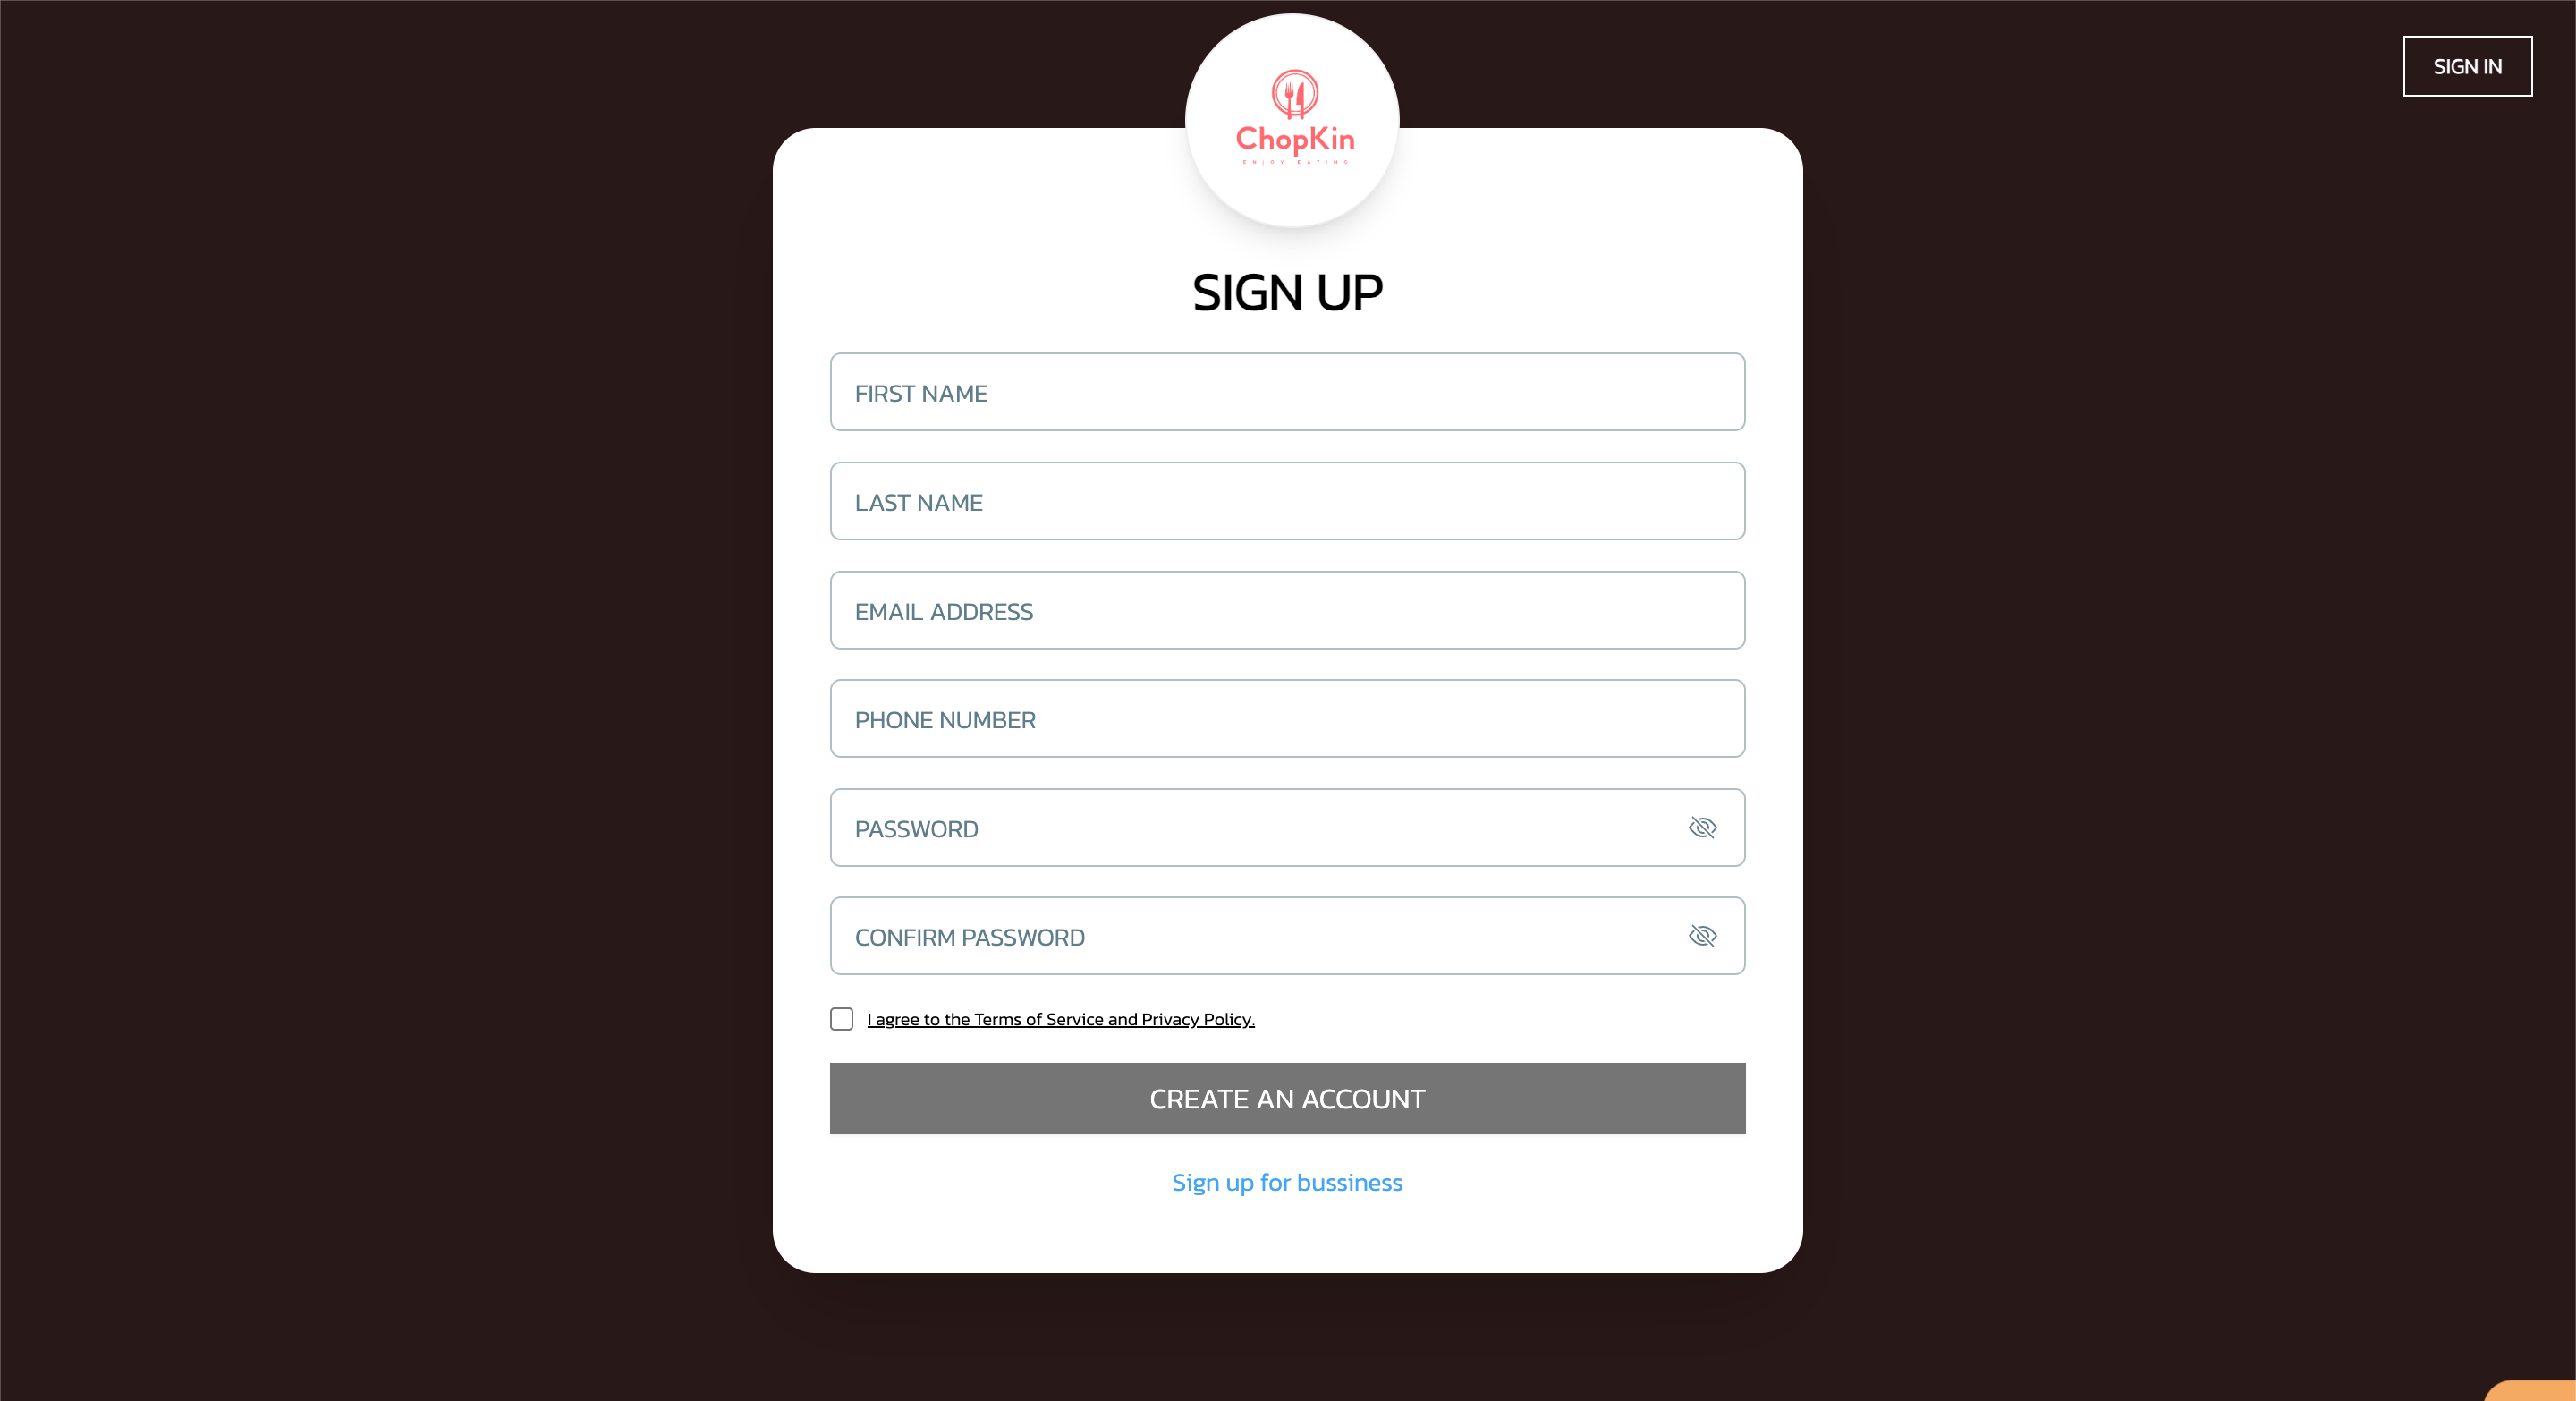 SIGN IN
ChopKin
ENJOY EATING
SIGN UP
FIRST NAME
LAST NAME
EMAIL ADDRESS
PHONE NUMBER
PASSWORD
CONFIRM PASSWORD
I agree to the Terms of Service and Privacy Policy.
CREATE AN ACCOUNT
Sign up for bussiness